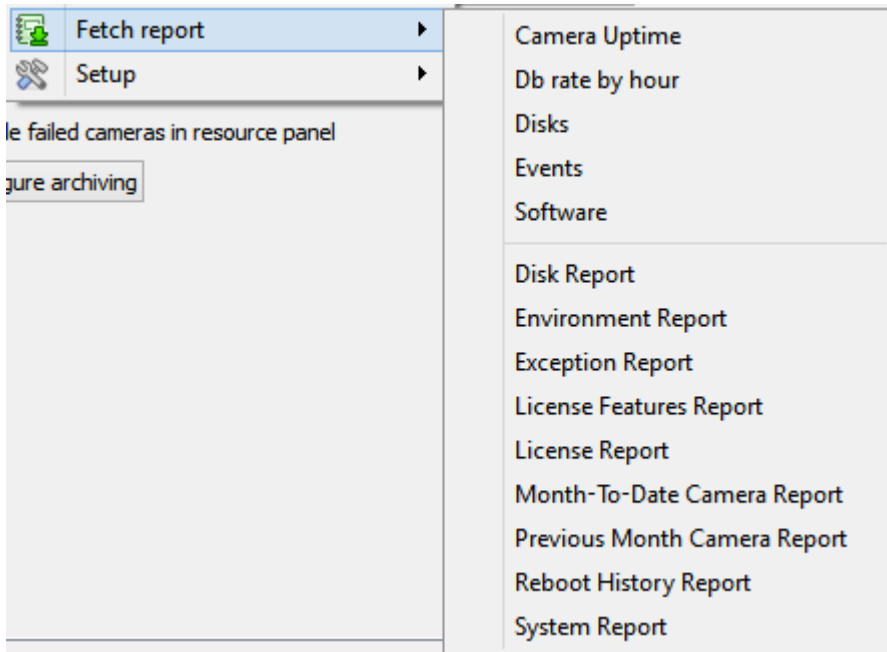 Fetch report
Setup
le failed cameras in resource panel
gure archiving
Camera Uptime
Db rate by hour
Disks
Events
Software
Disk Report
Environment Report
Exception Report
License Features Report
License Report
Month-To-Date Camera Report
Previous Month Camera Report
Reboot History Report
System Report